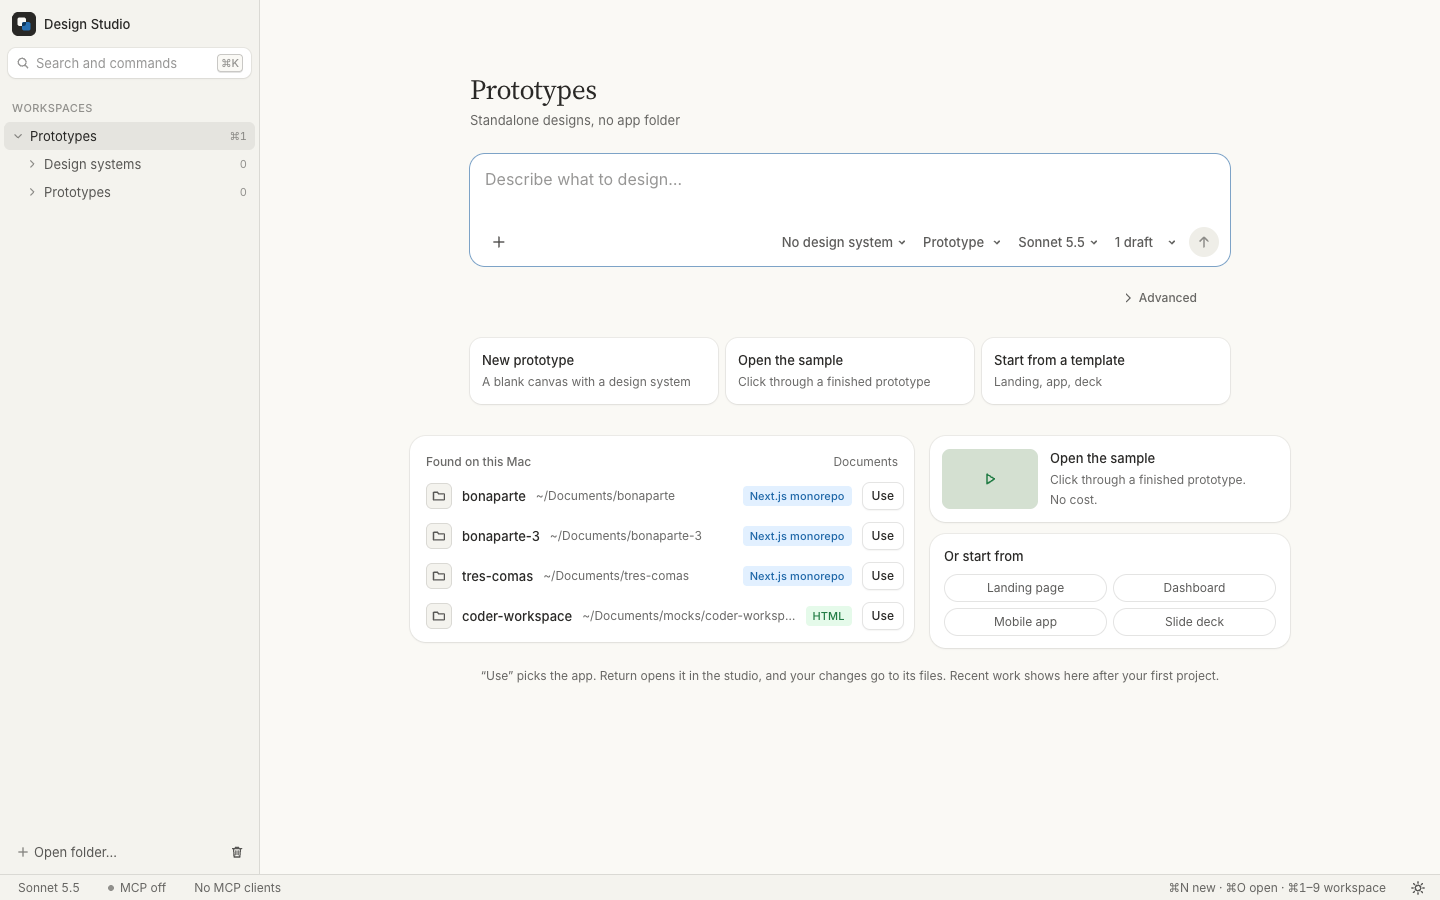 Design Studio
Search and commands ⌘K
WORKSPACES
Prototypes ⌘1
Design systems 0
Prototypes 0
Open folder...
Prototypes
Standalone designs, no app folder
Describe what to design...
No design system Prototype Sonnet 5.5 1 draft
Advanced
New prototype
A blank canvas with a design system
Open the sample
Click through a finished prototype
Start from a template
Landing, app, deck
Found on this Mac Documents
bonaparte ~/Documents/bonaparte Next.js monorepo Use
bonaparte-3 ~/Documents/bonaparte-3 Next.js monorepo Use
tres-comas ~/Documents/tres-comas Next.js monorepo Use
coder-workspace ~/Documents/mocks/coder-worksp... HTML Use
Open the sample
Click through a finished prototype.
No cost.
Or start from
Landing page Dashboard
Mobile app Slide deck
“Use” picks the app. Return opens it in the studio, and your changes go to its files. Recent work shows here after your first project.
Sonnet 5.5 MCP off No MCP clients ⌘N new · ⌘O open · ⌘1–9 workspace